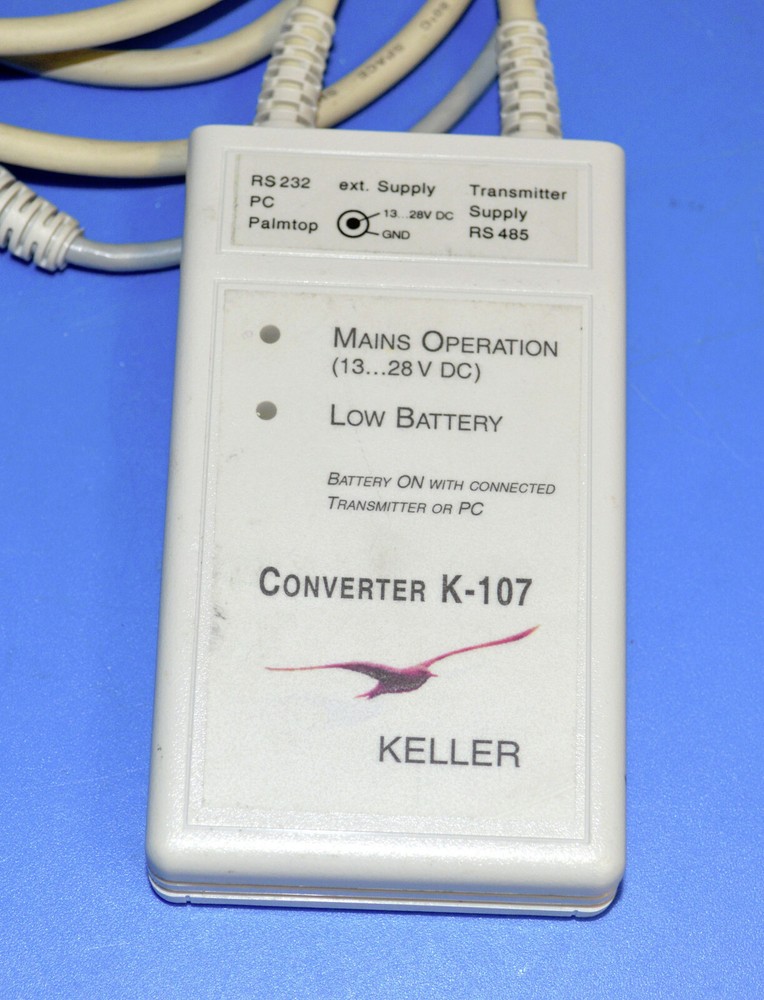 SPACE
RS 232
PC
Palmtop
ext. Supply
13...28V DC
GND
Transmitter
Supply
RS 485
MAINS OPERATION
(13...28 V DC)
LOW BATTERY
BATTERY ON WITH CONNECTED
TRANSMITTER OR PC
CONVERTER K-107
KELLER